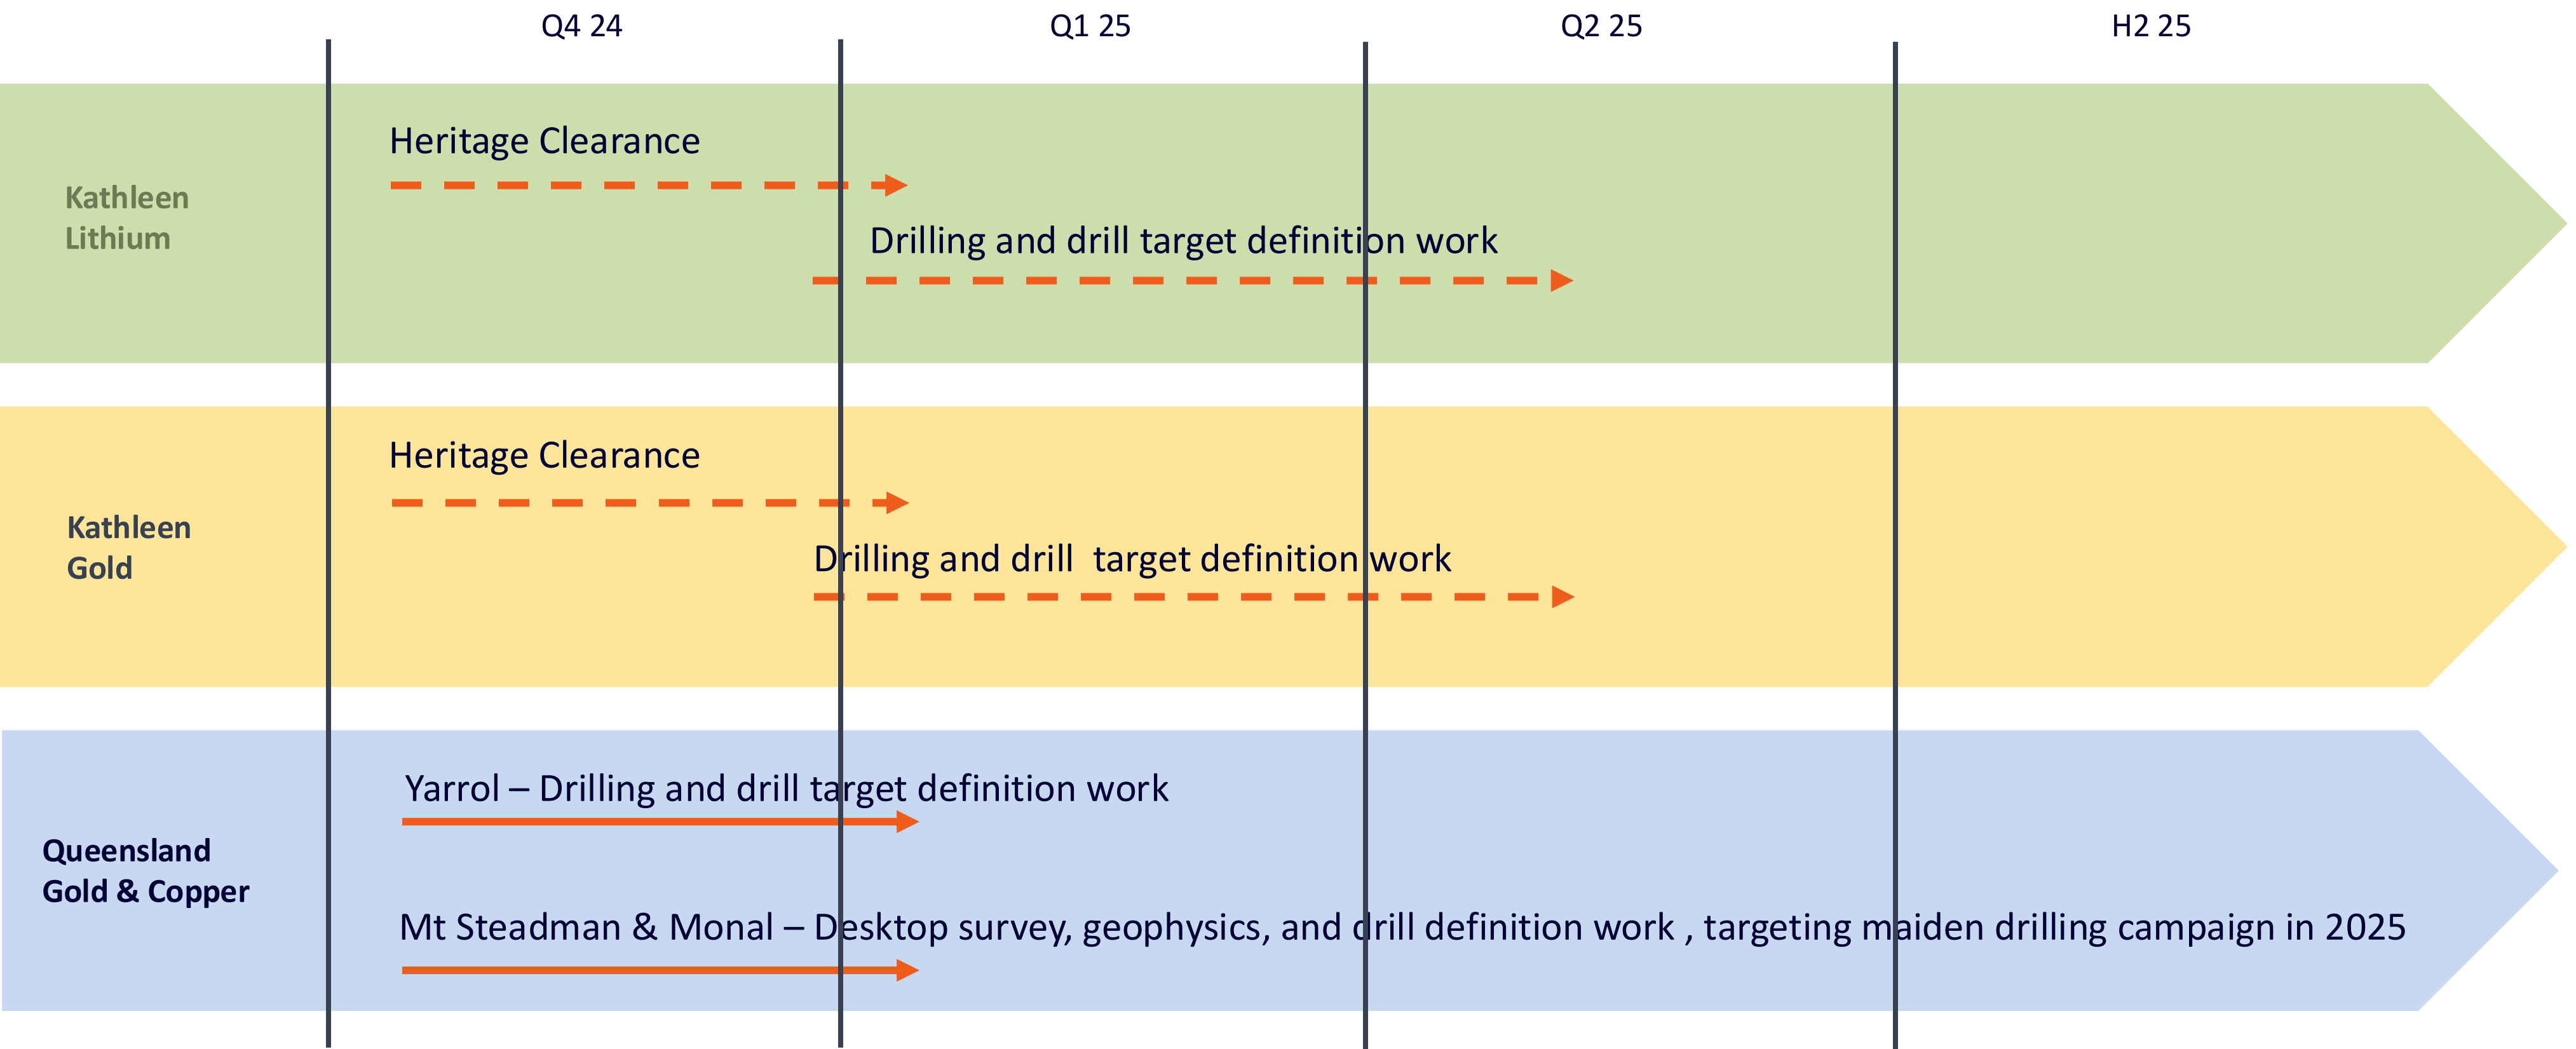 Q4 24
Q1 25
Q2 25
H2 25
Heritage Clearance
Kathleen
Lithium
Drilling and drill target definition work
Heritage Clearance
Kathleen
Gold
Drilling and drill  target definition work
Yarrol – Drilling and drill target definition work
Queensland
Gold & Copper
Mt Steadman & Monal – Desktop survey, geophysics, and drill definition work , targeting maiden drilling campaign in 2025